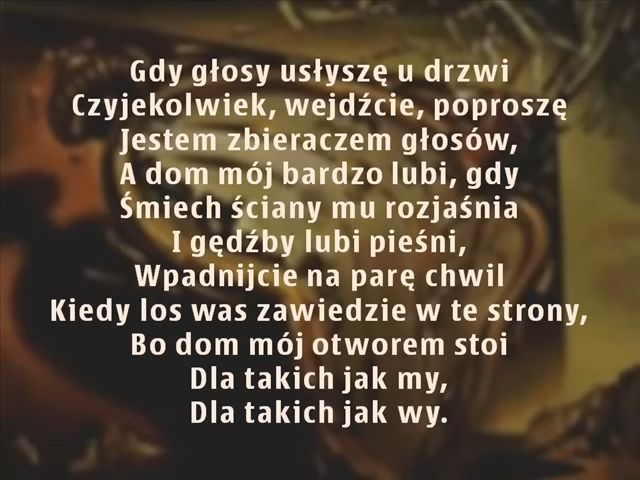 Gdy głosy usłyszę u drzwi
Czyjekolwiek, wejdźcie, poproszę
Jestem zbieraczem głosów,
A dom mój bardzo lubi, gdy
Śmiech ściany mu rozjaśnia
I gędźby lubi pieśni,
Wpadnijcie na parę chwil
Kiedy los was zawiedzie w te strony,
Bo dom mój otworem stoi
Dla takich jak my,
Dla takich jak wy.